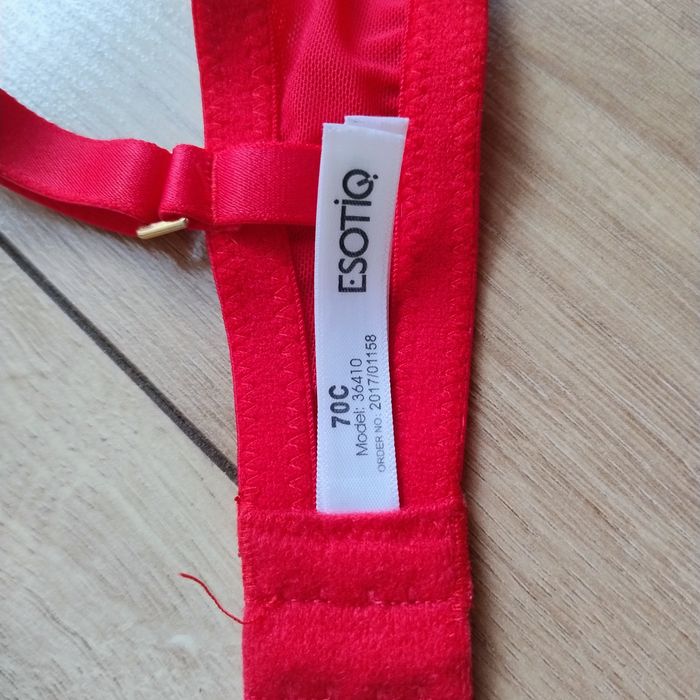 ESOTIQ
70C
Model: 36410
ORDER NO: 2017/01158